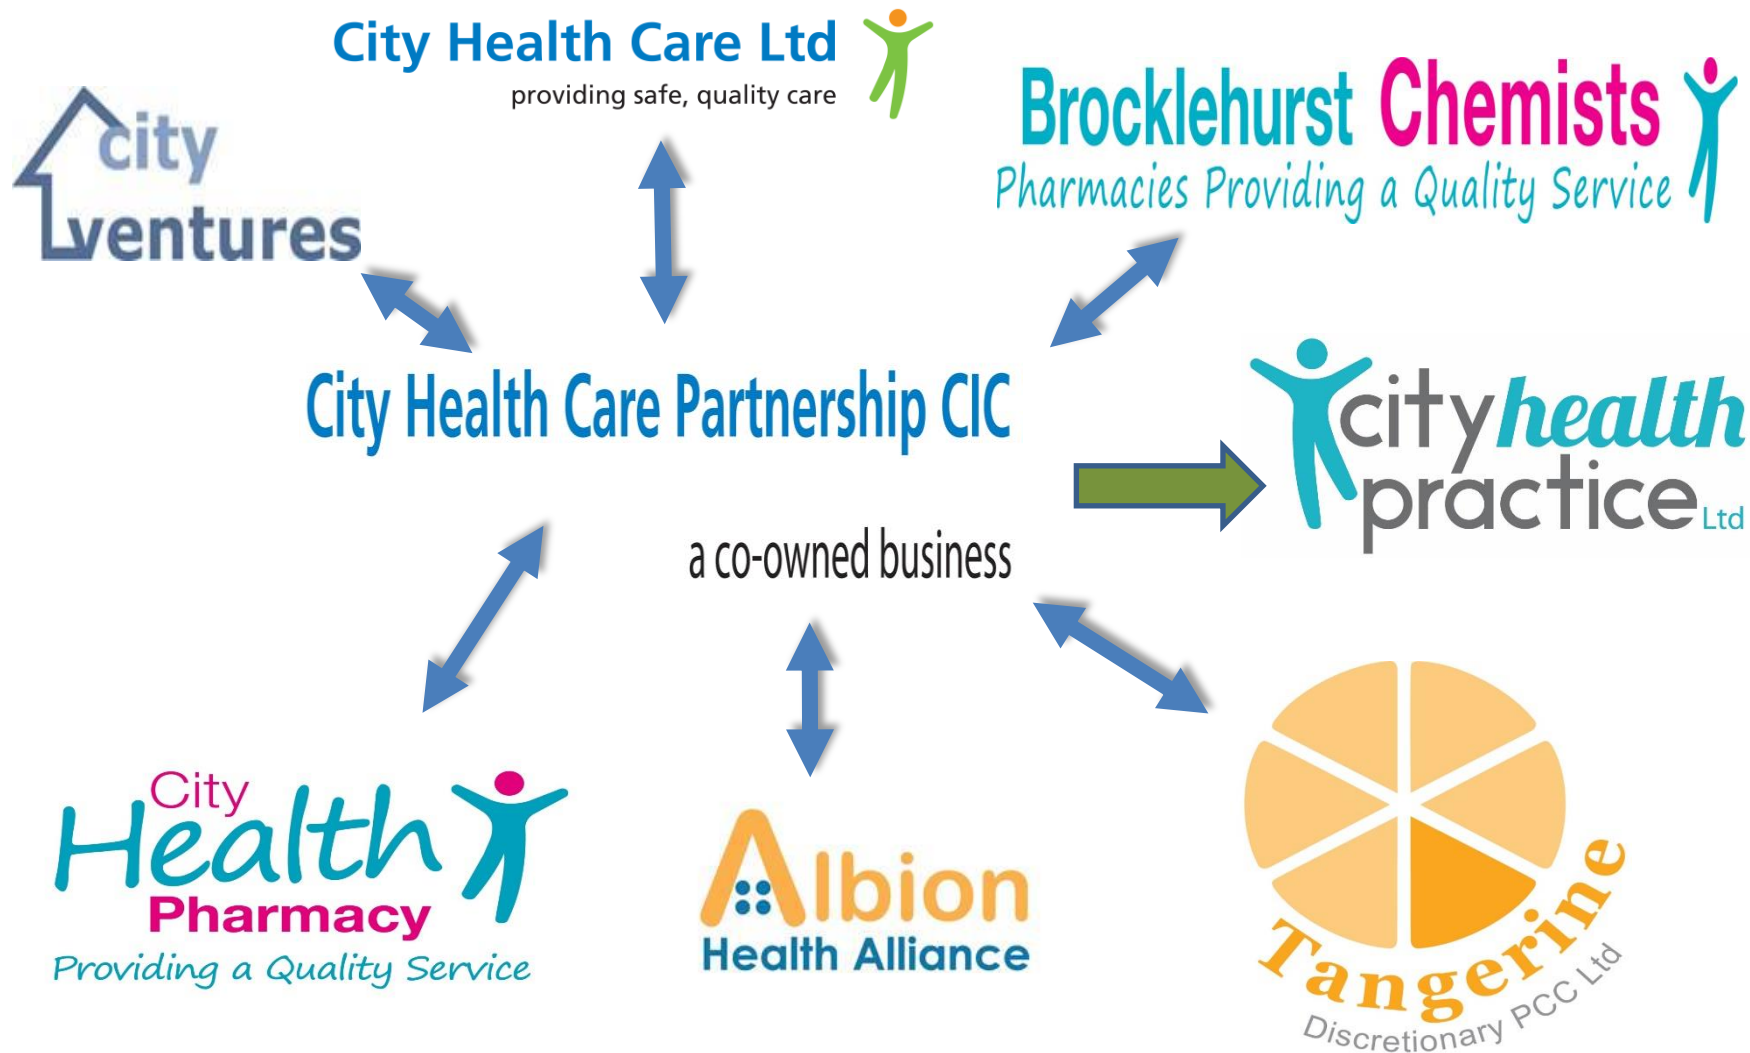 City Health Care Ltd
providing safe, quality care
Brocklehurst Chemists
Pharmacies Providing a Quality Service
city
ventures
City Health Care Partnership CIC
a co-owned business
cityhealth
practice Ltd
City
Health
Pharmacy
Providing a Quality Service
Albion
Health Alliance
Tangerine
Discretionary PCC Ltd